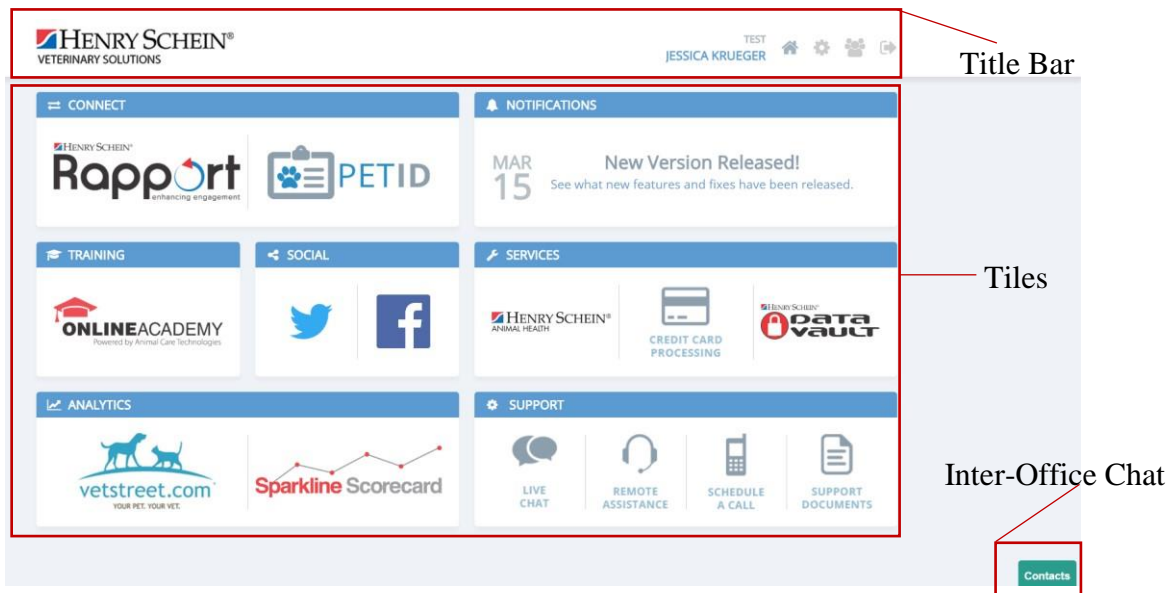 HENRY SCHEIN®
VETERINARY SOLUTIONS
TEST
JESSICA KRUEGER
Title Bar
CONNECT
HENRY SCHEIN®
Rapport
enhancing engagement
PETID
NOTIFICATIONS
MAR
15
New Version Released!
See what new features and fixes have been released.
TRAINING
ONLINEACADEMY
Powered by Animal Care Technologies
SOCIAL
SERVICES
HENRY SCHEIN®
ANIMAL HEALTH
CREDIT CARD
PROCESSING
HENRY SCHEIN®
DATA
VAULT
Tiles
ANALYTICS
vetstreet.com
YOUR PET. YOUR VET.
Sparkline Scorecard
SUPPORT
LIVE
CHAT
REMOTE
ASSISTANCE
SCHEDULE
A CALL
SUPPORT
DOCUMENTS
Inter-Office Chat
Contacts